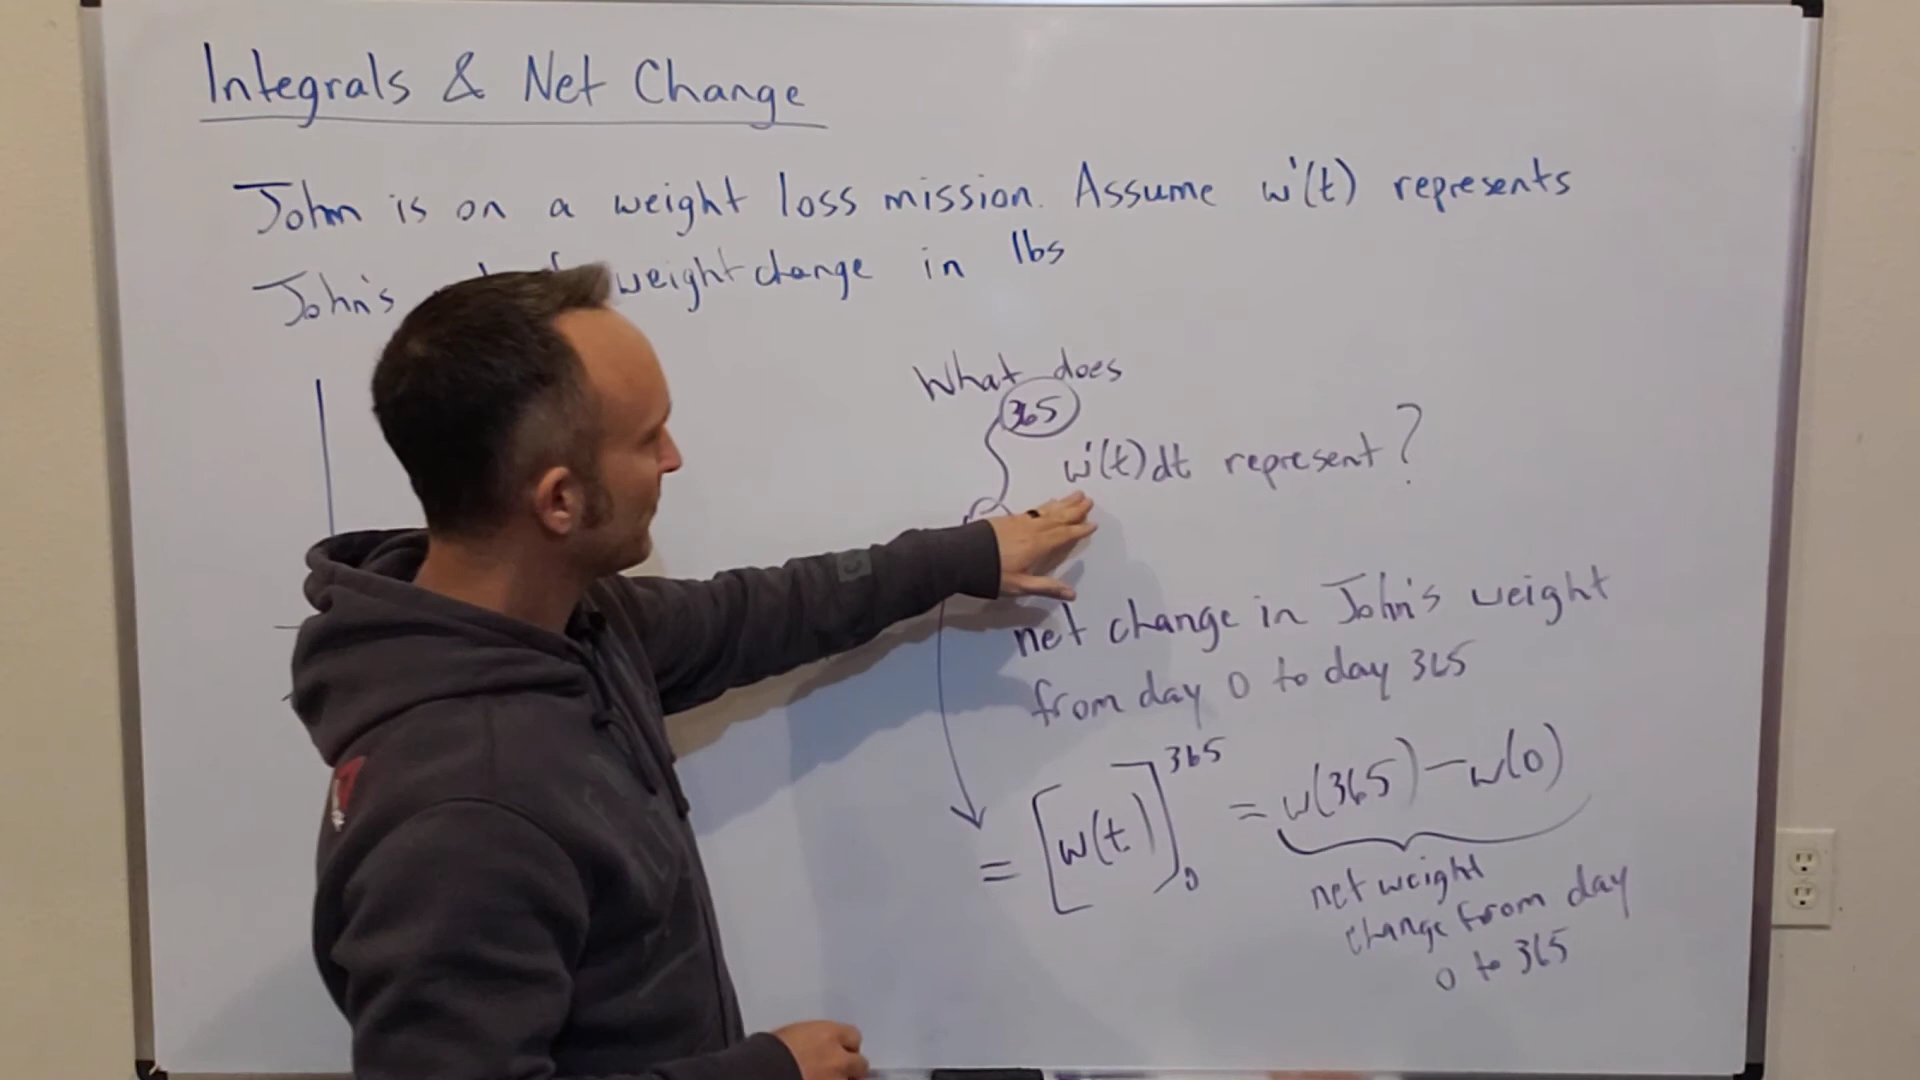 Integrals & Net Change
John is on a weight loss mission. Assume w'(t) represents
John's weight change in lbs
What does
365
w'(t)dt represent?
net change in John's weight
from day 0 to day 365
= [w(t)]₀³⁶⁵ = w(365) - w(0)
net weight
change from day
0 to 365